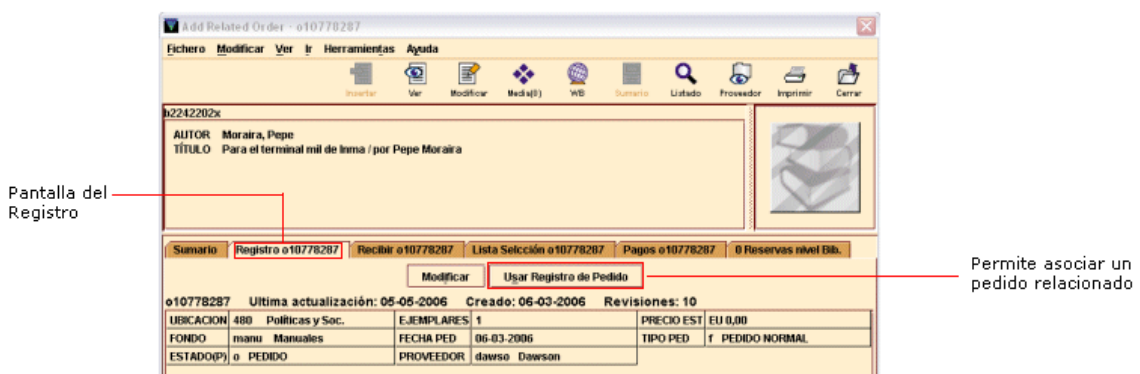 Add Related Order - o10778287
Fichero Modificar Ver Ir Herramientas Ayuda
Insertar Ver Modificar Media(0) WB Sumario Listado Proveedor Imprimir Cerrar
b2242202x
AUTOR Moraira, Pepe
TÍTULO Para el terminal mil de Inma / por Pepe Moraira
Pantalla del
Registro
Sumario Registro o10778287 Recibir o10778287 Lista Selcción o10778287 Pagos o10778287 0 Reservas nivel Bib.
Modificar Usar Registro de Pedido
Permite asociar un
pedido relacionado
o10778287 Ultima actualización: 05-05-2006 Creado: 06-03-2006 Revisiones: 10
UBICACION 480 Políticas y Soc. EJEMPLARES 1 PRECIO EST EU 0,00
FONDO manu Manuales FECHA PED 06-03-2006 TIPO PED f PEDIDO NORMAL
ESTADO(P) o PEDIDO PROVEEDOR dawso Dawson